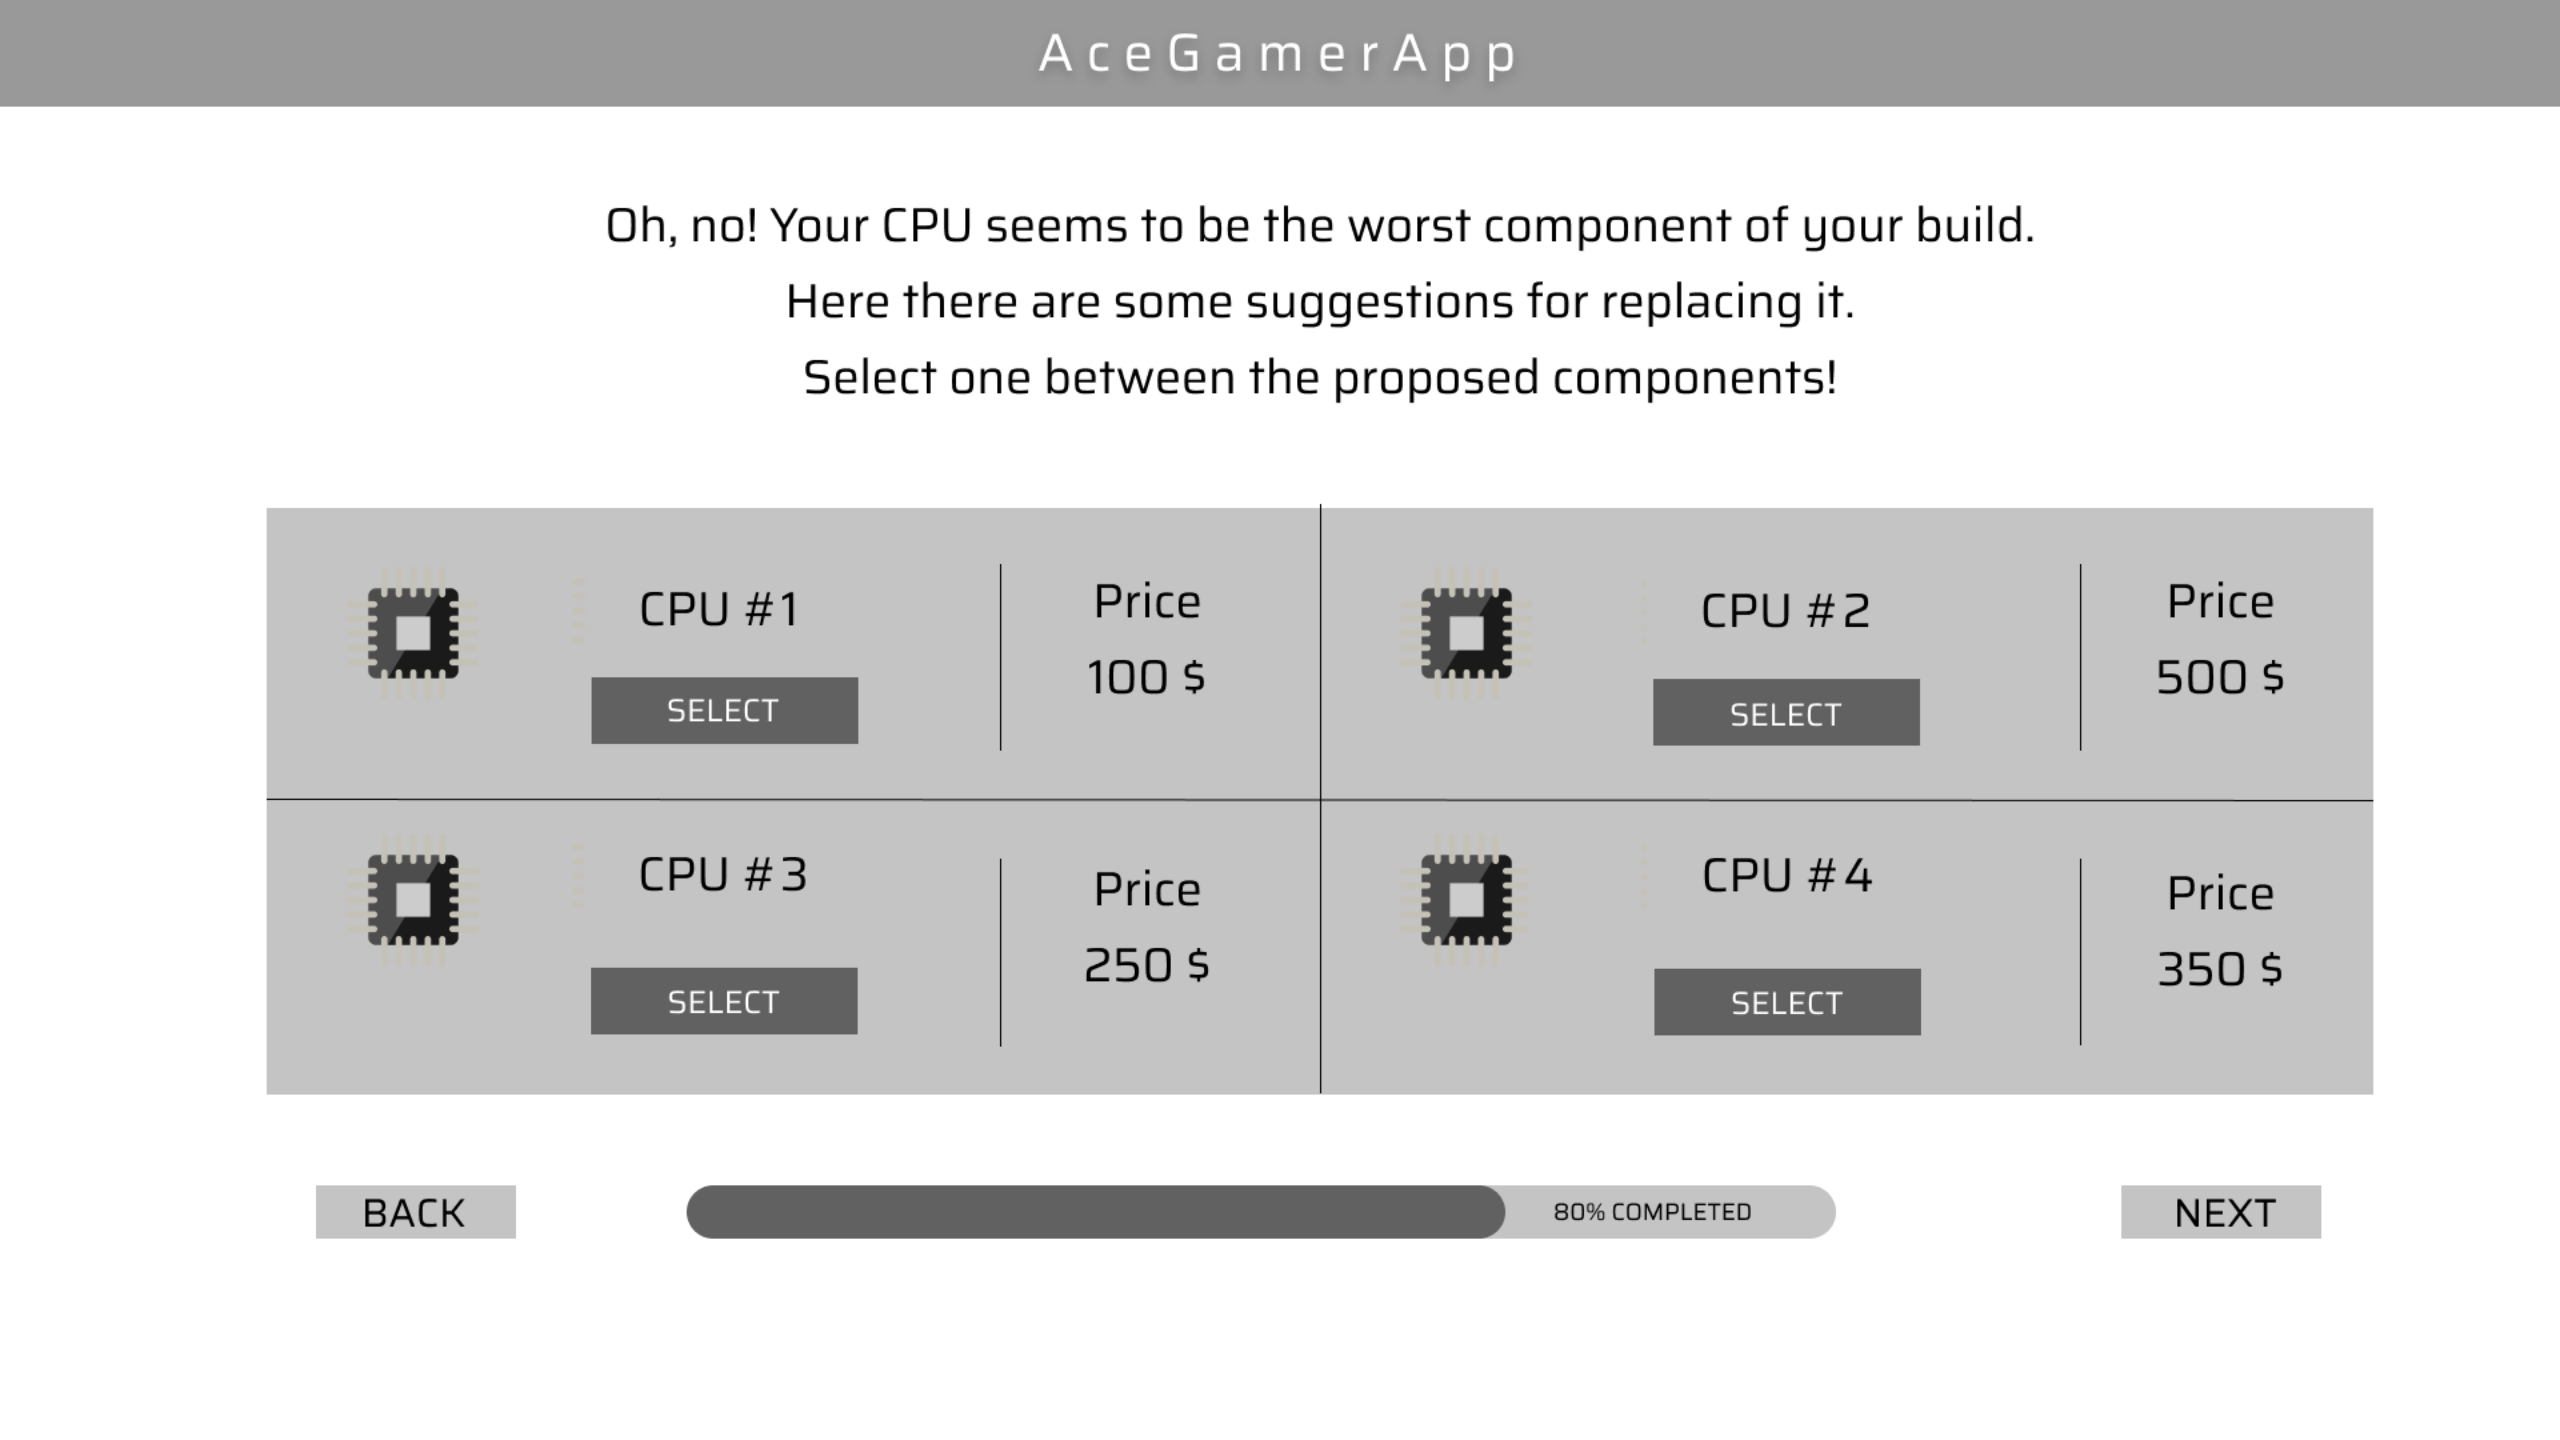 AceGamerApp
Oh, no! Your CPU seems to be the worst component of your build.
Here there are some suggestions for replacing it.
Select one between the proposed components!
CPU #1
SELECT
Price
100 $
CPU #2
SELECT
Price
500 $
CPU #3
SELECT
Price
250 $
CPU #4
SELECT
Price
350 $
BACK
80% COMPLETED
NEXT